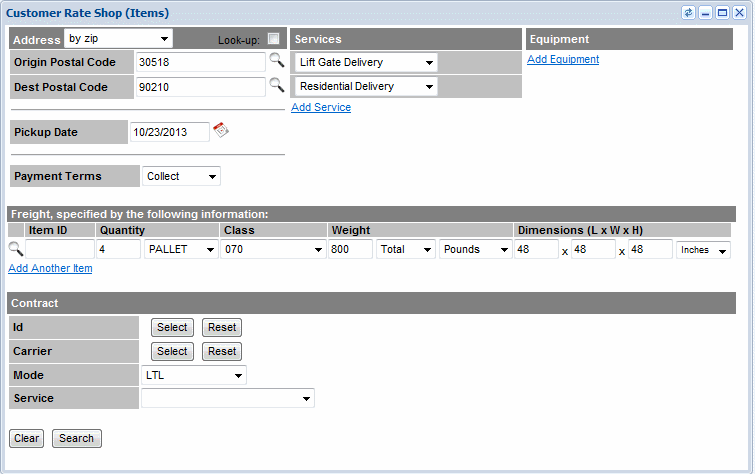 Customer Rate Shop (Items)
Address by zip Look-up: Services Equipment
Origin Postal Code 30518 Lift Gate Delivery Add Equipment
Dest Postal Code 90210 Residential Delivery
Add Service
Pickup Date 10/23/2013
Payment Terms Collect
Freight, specified by the following information:
Item ID Quantity Class Weight Dimensions (L x W x H)
4 PALLET 070 800 Total Pounds 48 x 48 x 48 Inches
Add Another Item
Contract
Id Select Reset
Carrier Select Reset
Mode LTL
Service
Clear Search